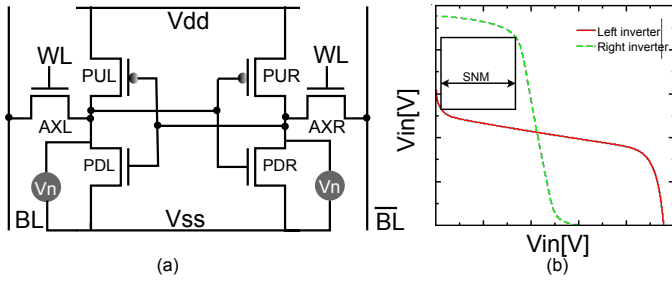 Vdd
WL
PUL
PUR
WL
AXL
AXR
PDL
PDR
Vn
Vn
BL
Vss
BL
(a)
Left inverter
Right inverter
SNM
Vin[V]
Vin[V]
(b)